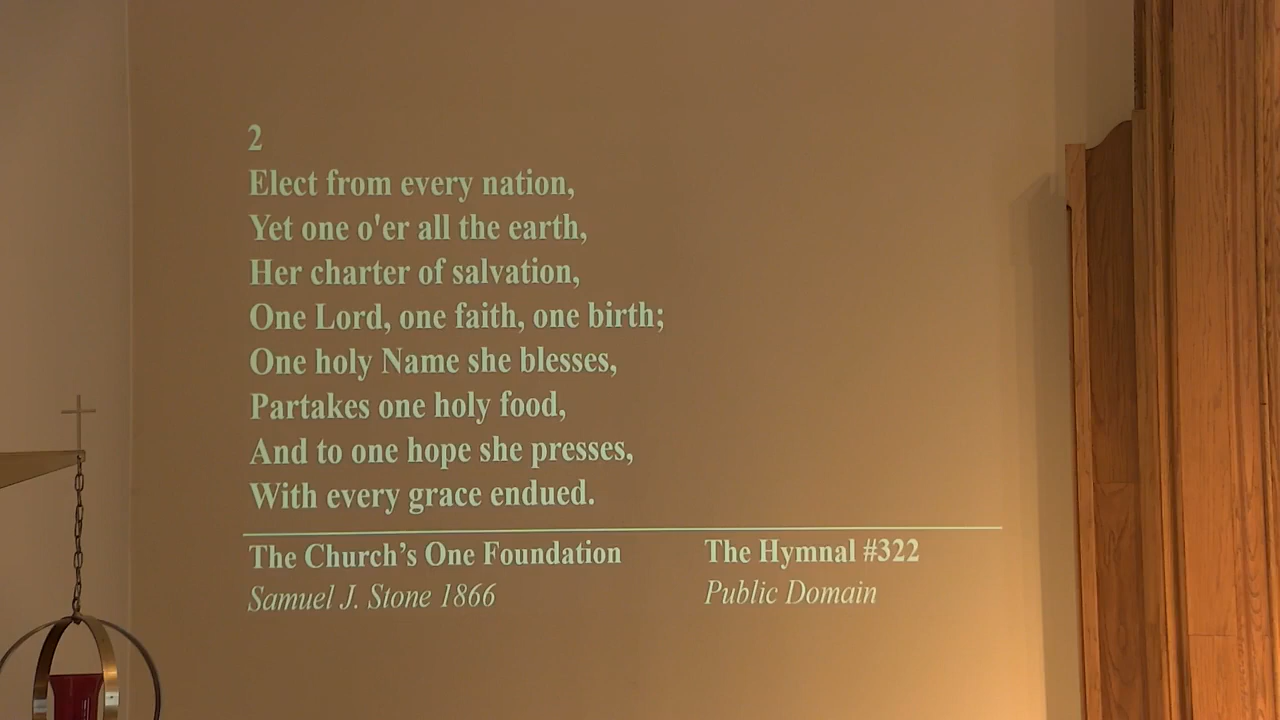 2
Elect from every nation,
Yet one o'er all the earth,
Her charter of salvation,
One Lord, one faith, one birth;
One holy Name she blesses,
Partakes one holy food,
And to one hope she presses,
With every grace endued.
The Church’s One Foundation
The Hymnal #322
Samuel J. Stone 1866
Public Domain